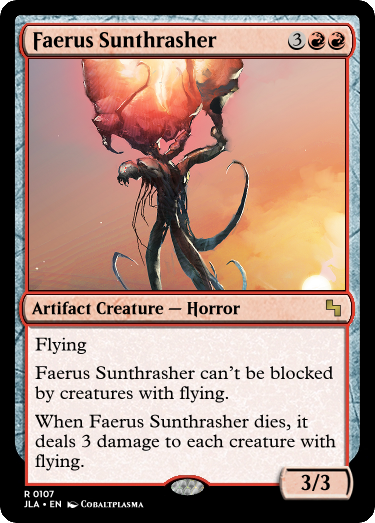 Faerus Sunthrasher 3
Artifact Creature — Horror
Flying
Faerus Sunthrasher can't be blocked
by creatures with flying.
When Faerus Sunthrasher dies, it
deals 3 damage to each creature with
flying.
3/3
R 0107
JLA • EN Cobaltplasma